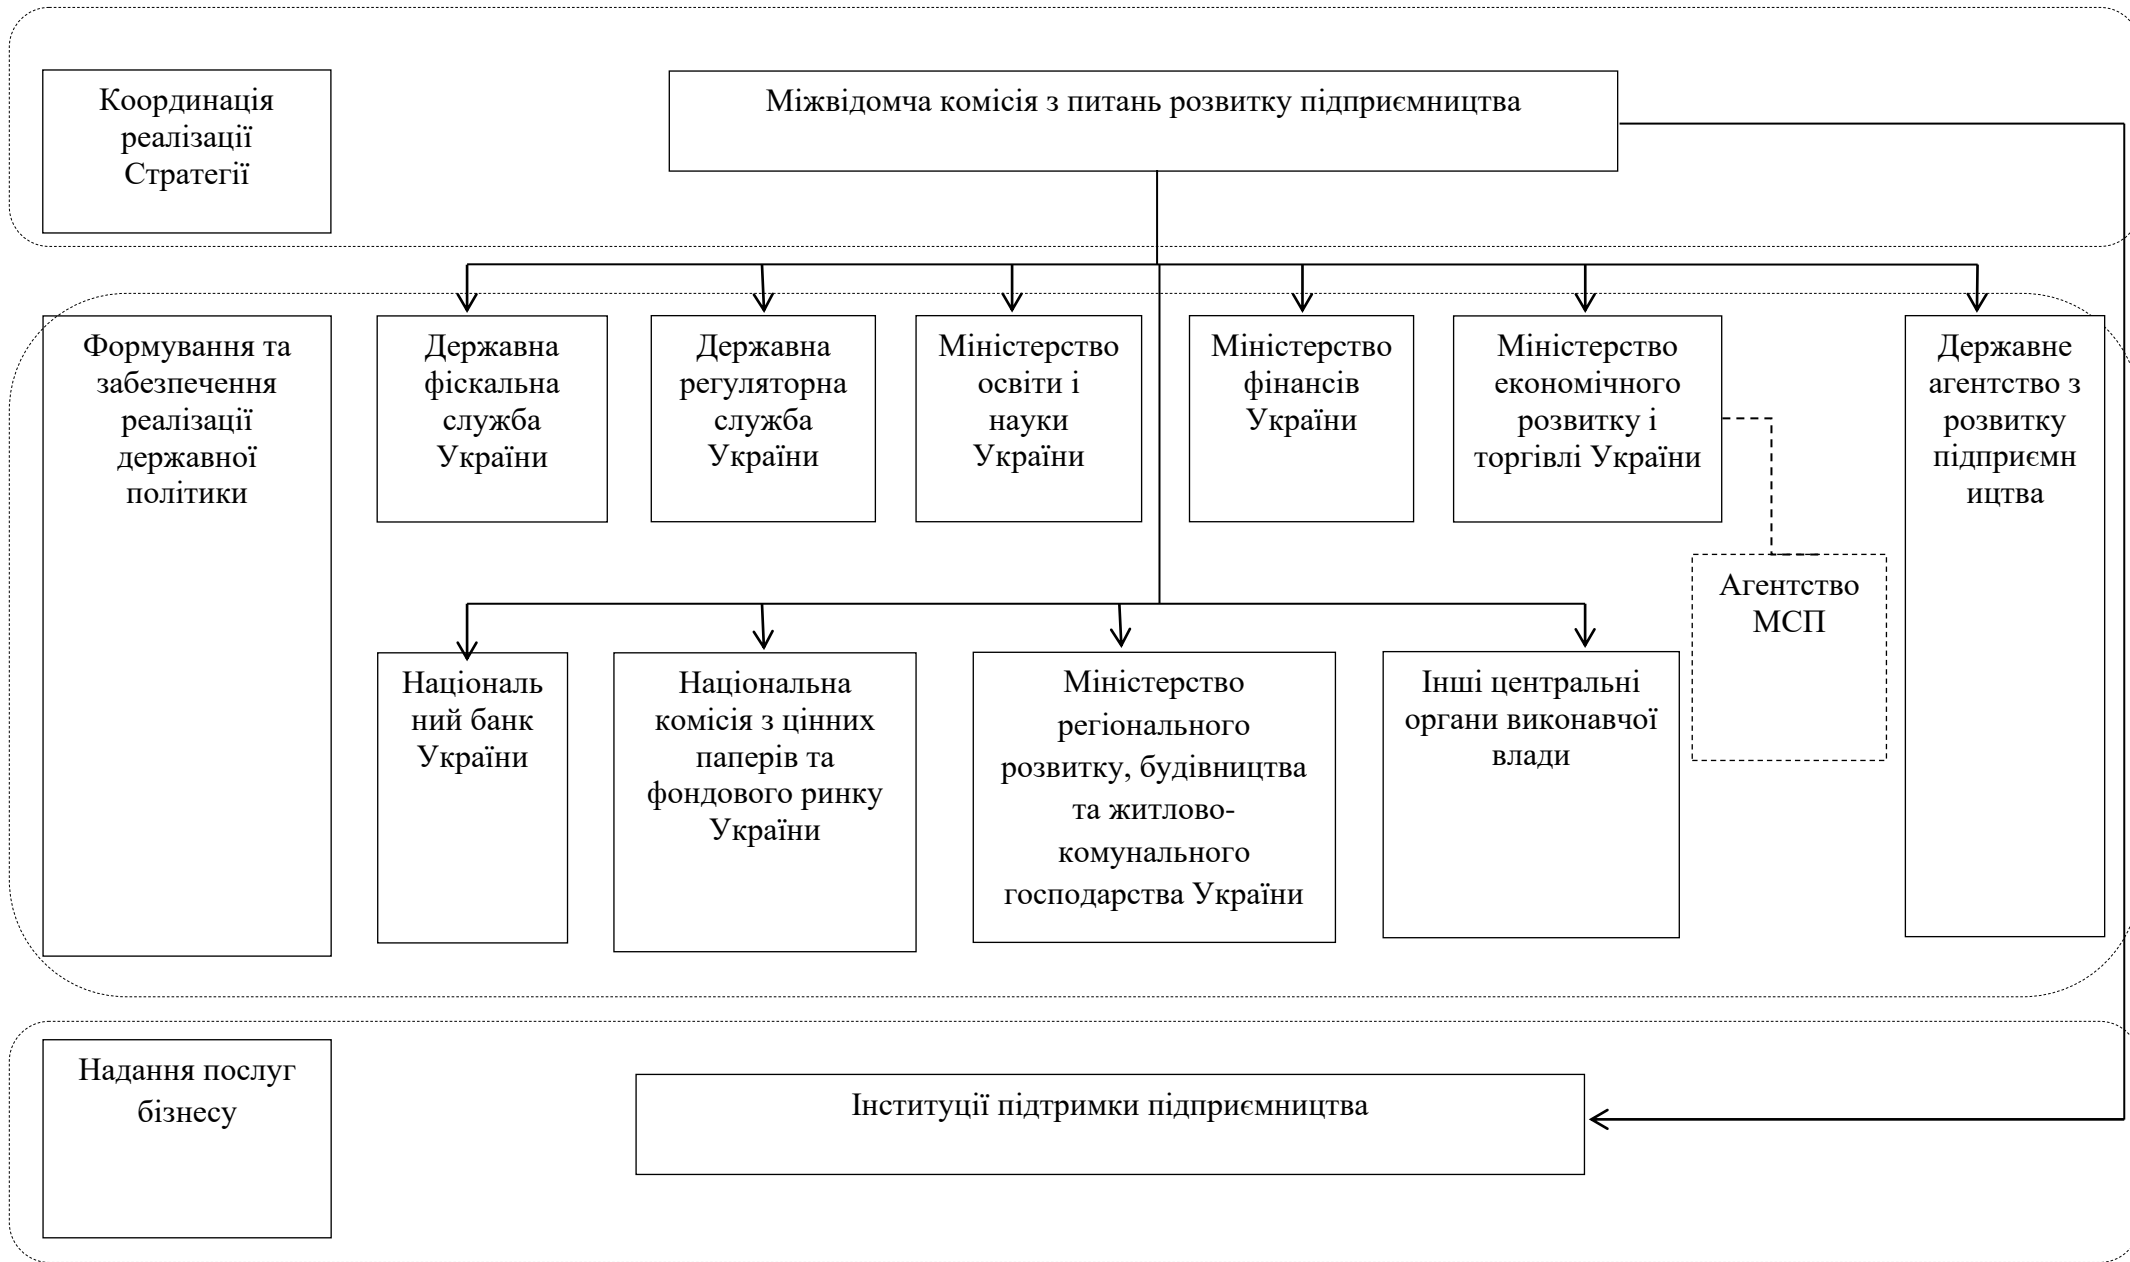 Координація
реалізації
Стратегії
Міжвідомча комісія з питань розвитку підприємництва
Формування та
забезпечення
реалізації
державної
політики
Державна
фіскальна
служба
України
Державна
регуляторна
служба
України
Міністерство
освіти і
науки
України
Міністерство
фінансів
України
Міністерство
економічного
розвитку і
торгівлі України
Державне
агентство з
розвитку
підприємн
ицтва
Агентство
МСП
Національ
ний банк
України
Національна
комісія з цінних
паперів та
фондового ринку
України
Міністерство
регіонального
розвитку, будівництва
та житлово-
комунального
господарства України
Інші центральні
органи виконавчої
влади
Надання послуг
бізнесу
Інституції підтримки підприємництва